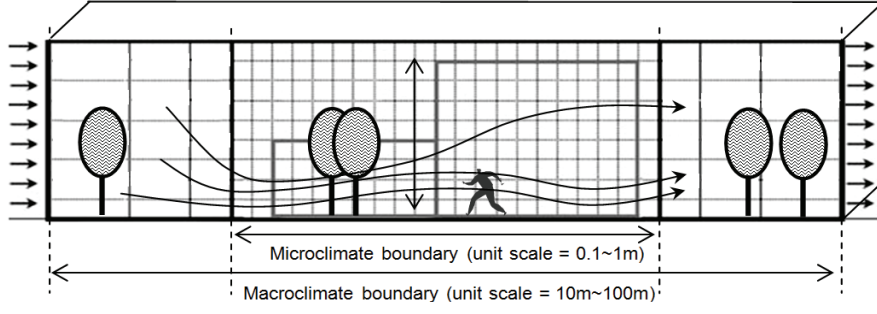 Microclimate boundary (unit scale = 0.1~1m)
Macroclimate boundary (unit scale = 10m~100m)